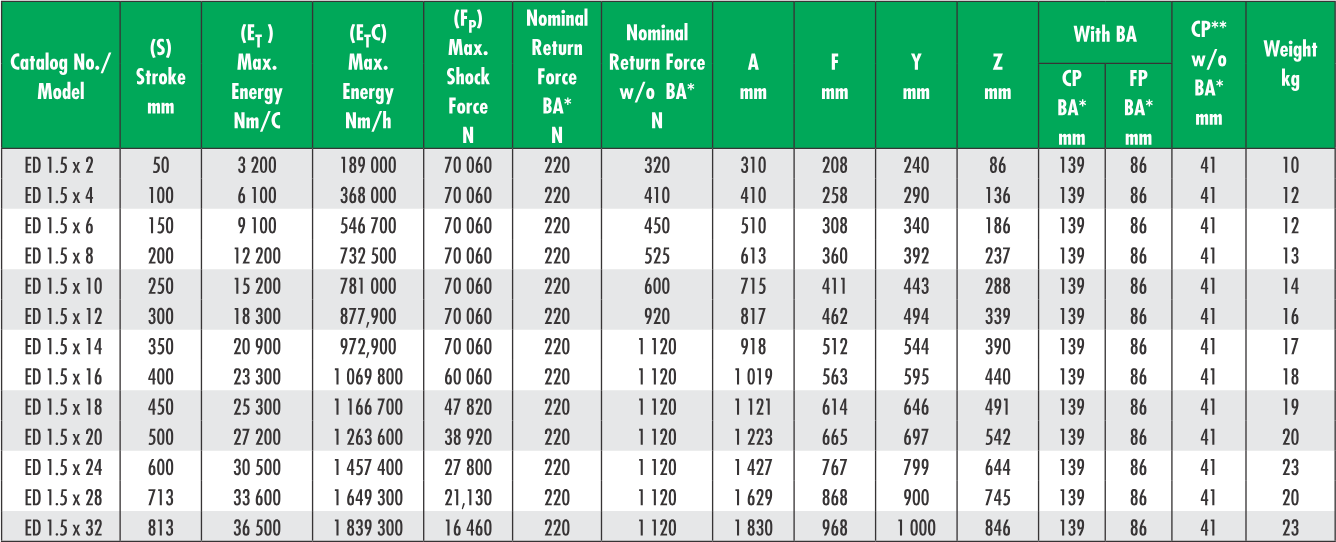 Catalog No./ Model (S) Stroke mm (E_T ) Max. Energy Nm/C (E_TC) Max. Energy Nm/h (F_P) Max. Shock Force N Nominal Return Force BA* N Nominal Return Force w/o BA* N A mm F mm Y mm Z mm With BA CP BA* mm FP BA* mm CP** w/o BA* mm Weight kg
ED 1.5 x 2 50 3 200 189 000 70 060 220 320 310 208 240 86 139 86 41 10
ED 1.5 x 4 100 6 100 368 000 70 060 220 410 410 258 290 136 139 86 41 12
ED 1.5 x 6 150 9 100 546 700 70 060 220 450 510 308 340 186 139 86 41 12
ED 1.5 x 8 200 12 200 732 500 70 060 220 525 613 360 392 237 139 86 41 13
ED 1.5 x 10 250 15 200 781 000 70 060 220 600 715 411 443 288 139 86 41 14
ED 1.5 x 12 300 18 300 877,900 70 060 220 920 817 462 494 339 139 86 41 16
ED 1.5 x 14 350 20 900 972,900 70 060 220 1 120 918 512 544 390 139 86 41 17
ED 1.5 x 16 400 23 300 1 069 800 60 060 220 1 120 1 019 563 595 440 139 86 41 18
ED 1.5 x 18 450 25 300 1 166 700 47 820 220 1 120 1 121 614 646 491 139 86 41 19
ED 1.5 x 20 500 27 200 1 263 600 38 920 220 1 120 1 223 665 697 542 139 86 41 20
ED 1.5 x 24 600 30 500 1 457 400 27 800 220 1 120 1 427 767 799 644 139 86 41 23
ED 1.5 x 28 713 33 600 1 649 300 21,130 220 1 120 1 629 868 900 745 139 86 41 20
ED 1.5 x 32 813 36 500 1 839 300 16 460 220 1 120 1 830 968 1 000 846 139 86 41 23